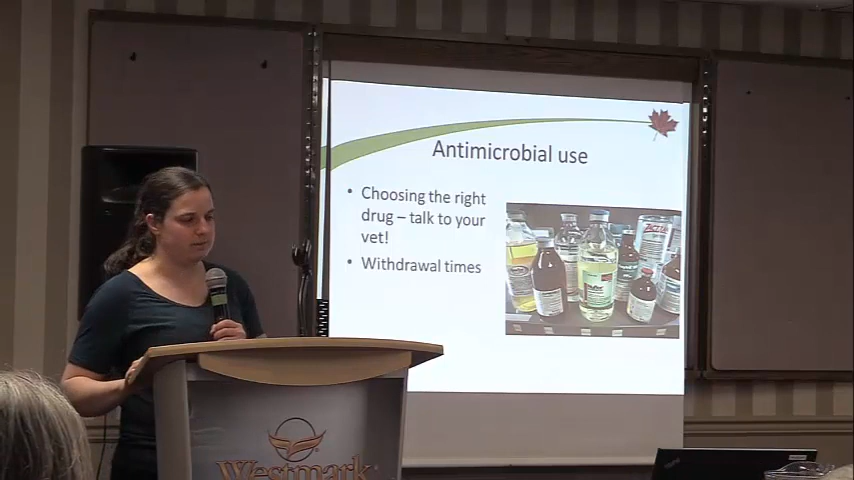 Antimicrobial use
• Choosing the right
drug – talk to your
vet!
• Withdrawal times
Westmark